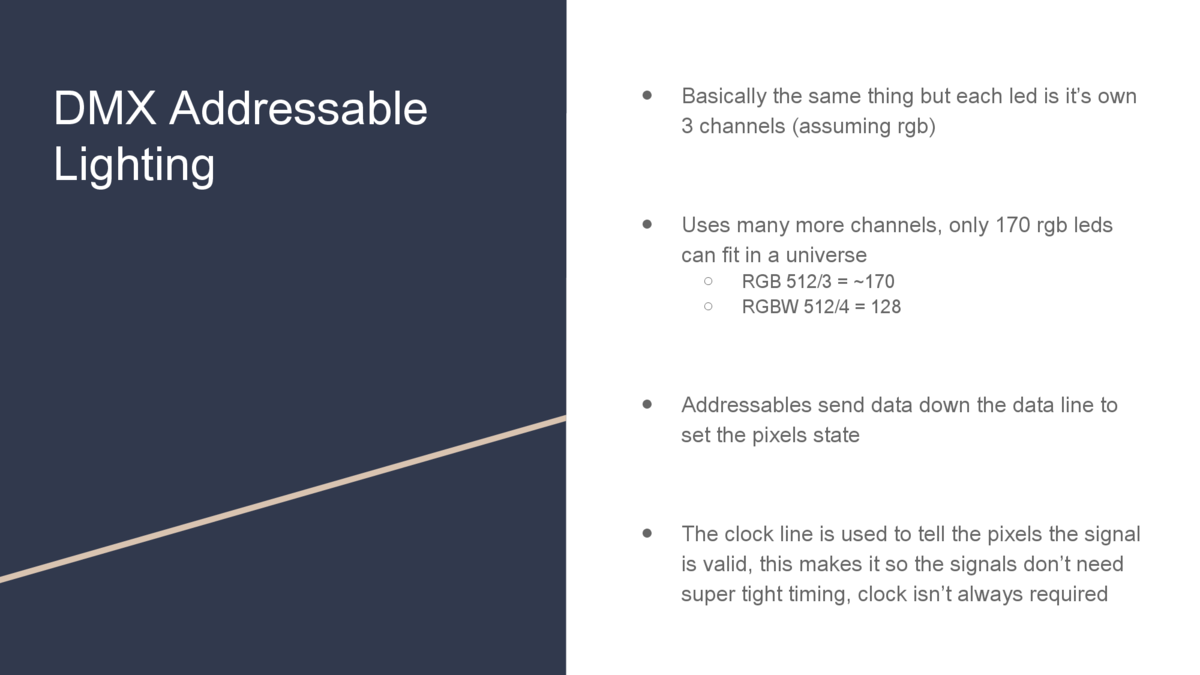 DMX Addressable
Lighting
● Basically the same thing but each led is it's own
3 channels (assuming rgb)
● Uses many more channels, only 170 rgb leds
can fit in a universe
○ RGB 512/3 = ~170
○ RGBW 512/4 = 128
● Addressables send data down the data line to
set the pixels state
● The clock line is used to tell the pixels the signal
is valid, this makes it so the signals don't need
super tight timing, clock isn't always required